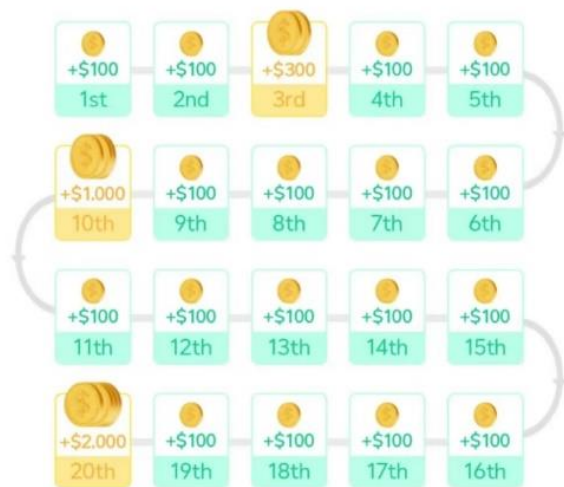 +$100 +$100 +$300 +$100 +$100
1st 2nd 3rd 4th 5th
+$1.000 +$100 +$100 +$100 +$100
10th 9th 8th 7th 6th
+$100 +$100 +$100 +$100 +$100
11th 12th 13th 14th 15th
+$2.000 +$100 +$100 +$100 +$100
20th 19th 18th 17th 16th